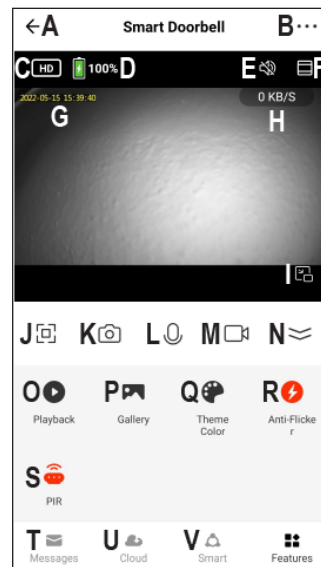 A Smart Doorbell B
C HD 100% D E F
2022-05-15 15:39:40 0 KB/S
G H
I
J K L M N
O P Q R
Playback Gallery Theme Color Anti-Flicker
S
PIR
T U V
Messages Cloud Smart Features